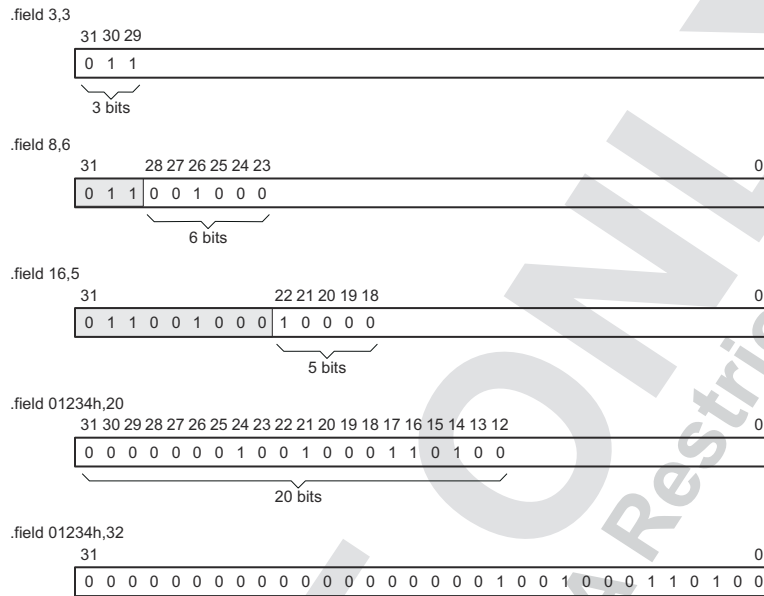 .field 3,3
31 30 29
0 1 1
3 bits
.field 8,6
31 28 27 26 25 24 23 0
0 1 1 0 0 1 0 0 0
6 bits
.field 16,5
31 22 21 20 19 18 0
0 1 1 0 0 1 0 0 0 1 0 0 0 0
5 bits
.field 01234h,20
31 30 29 28 27 26 25 24 23 22 21 20 19 18 17 16 15 14 13 12 0
0 0 0 0 0 0 0 1 0 0 1 0 0 0 1 1 0 1 0 0
20 bits
.field 01234h,32
31 0
0 0 0 0 0 0 0 0 0 0 0 0 0 0 0 0 0 0 0 1 0 0 1 0 0 0 1 1 0 1 0 0